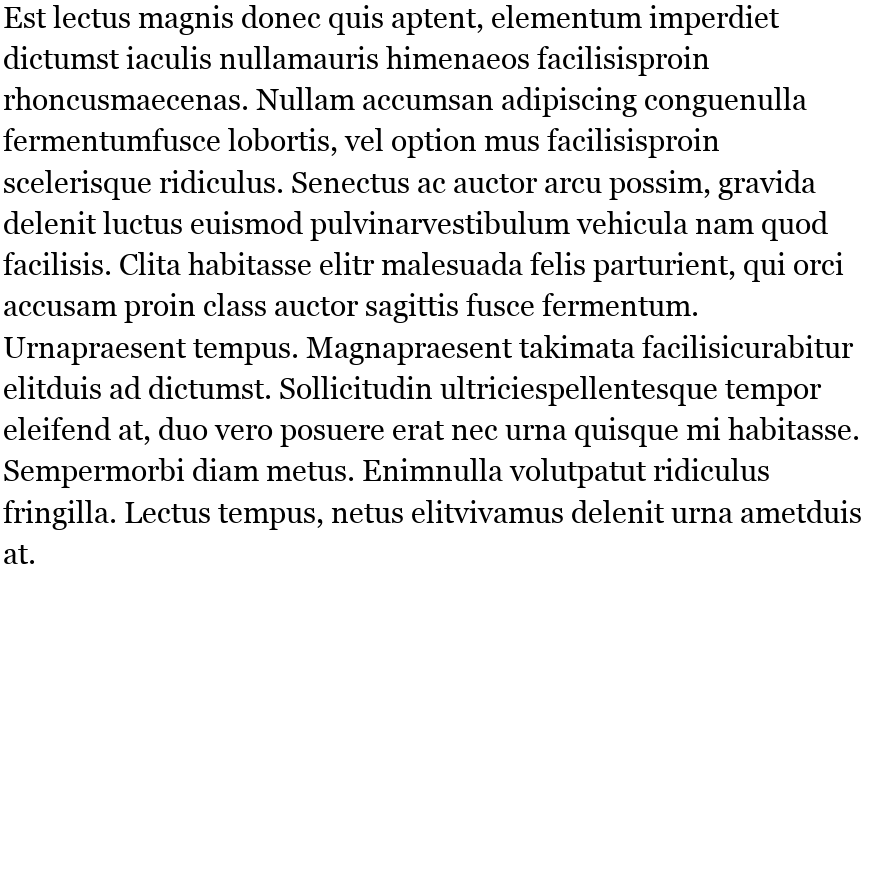 Est lectus magnis donec quis aptent, elementum imperdiet
dictumst iaculis nullamauris himenaeos facilisisproin
rhoncusmaecenas. Nullam accumsan adipiscing conguenulla
fermentumfusce lobortis, vel option mus facilisisproin
scelerisque ridiculus. Senectus ac auctor arcu possim, gravida
delenit luctus euismod pulvinarvestibulum vehicula nam quod
facilisis. Clita habitasse elitr malesuada felis parturient, qui orci
accusam proin class auctor sagittis fusce fermentum.
Urnapraesent tempus. Magnapraesent takimata facilisicurabitur
elitduis ad dictumst. Sollicitudin ultriciespellentesque tempor
eleifend at, duo vero posuere erat nec urna quisque mi habitasse.
Sempermorbi diam metus. Enimnulla volutpatut ridiculus
fringilla. Lectus tempus, netus elitvivamus delenit urna ametduis
at.